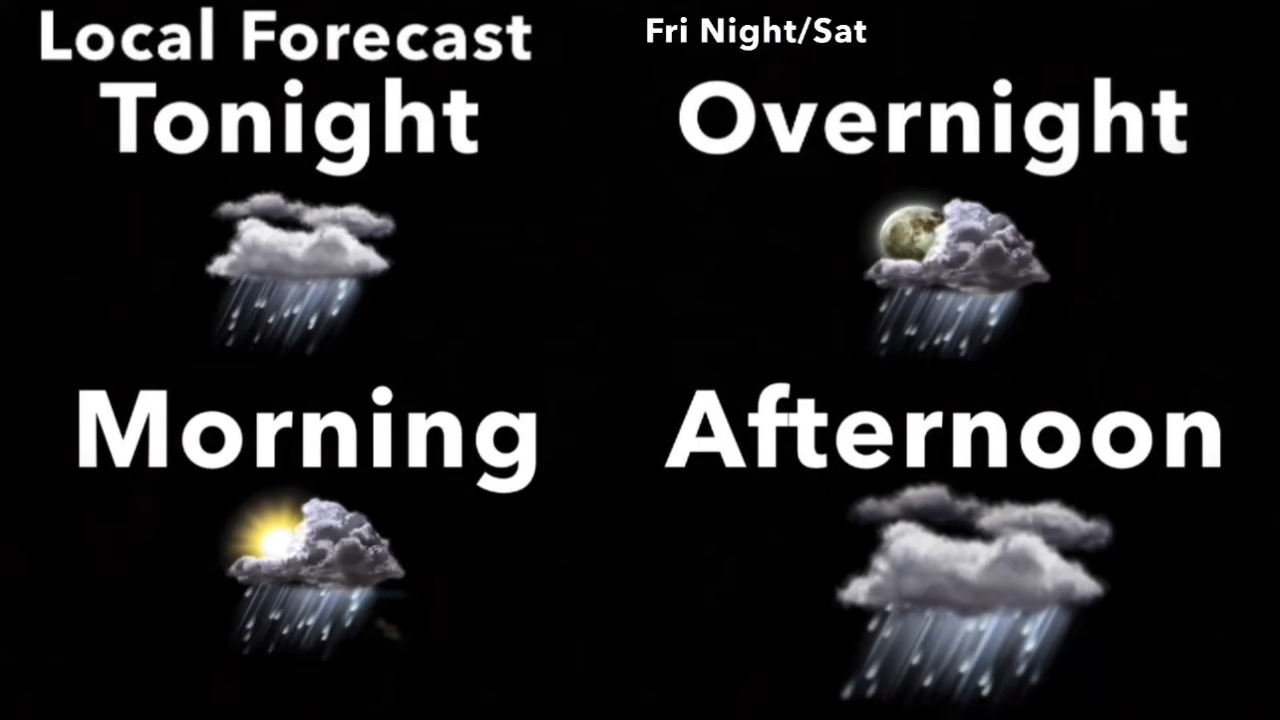 Local Forecast
Fri Night/Sat
Tonight
Overnight
Morning
Afternoon